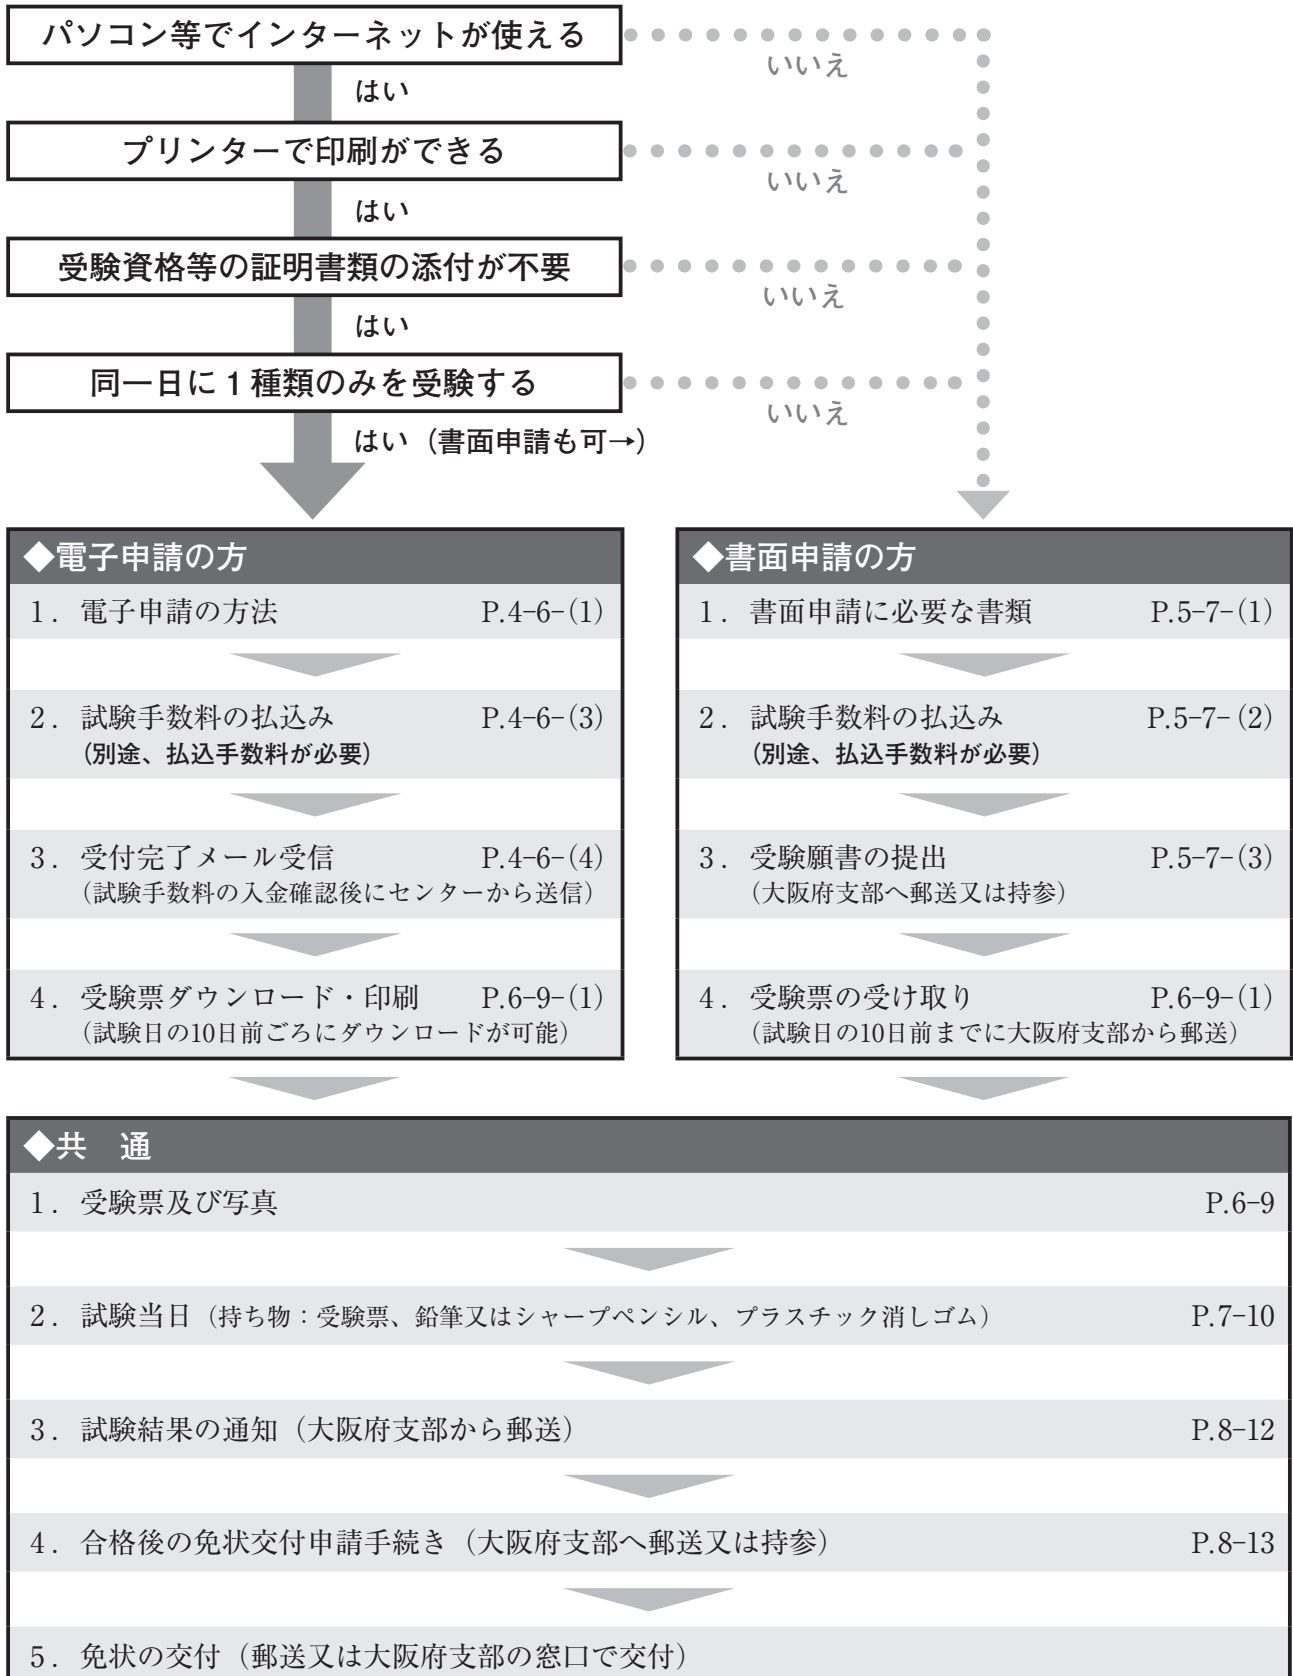 パソコン等でインターネットが使える
いいえ
はい
プリンターで印刷ができる
いいえ
はい
受験資格等の証明書類の添付が不要
いいえ
はい
同一日に1種類のみを受験する
いいえ
はい（書面申請も可→）
◆電子申請の方
1．電子申請の方法 P.4-6-(1)
2．試験手数料の払込み P.4-6-(3)
（別途、払込手数料が必要）
3．受付完了メール受信 P.4-6-(4)
（試験手数料の入金確認後にセンターから送信）
4．受験票ダウンロード・印刷 P.6-9-(1)
（試験日の10日前ごろにダウンロードが可能）
◆書面申請の方
1．書面申請に必要な書類 P.5-7-(1)
2．試験手数料の払込み P.5-7-(2)
（別途、払込手数料が必要）
3．受験願書の提出 P.5-7-(3)
（大阪府支部へ郵送又は持参）
4．受験票の受け取り P.6-9-(1)
（試験日の10日前までに大阪府支部から郵送）
◆共　通
1．受験票及び写真 P.6-9
2．試験当日（持ち物：受験票、鉛筆又はシャープペンシル、プラスチック消しゴム） P.7-10
3．試験結果の通知（大阪府支部から郵送） P.8-12
4．合格後の免状交付申請手続き（大阪府支部へ郵送又は持参） P.8-13
5．免状の交付（郵送又は大阪府支部の窓口で交付）